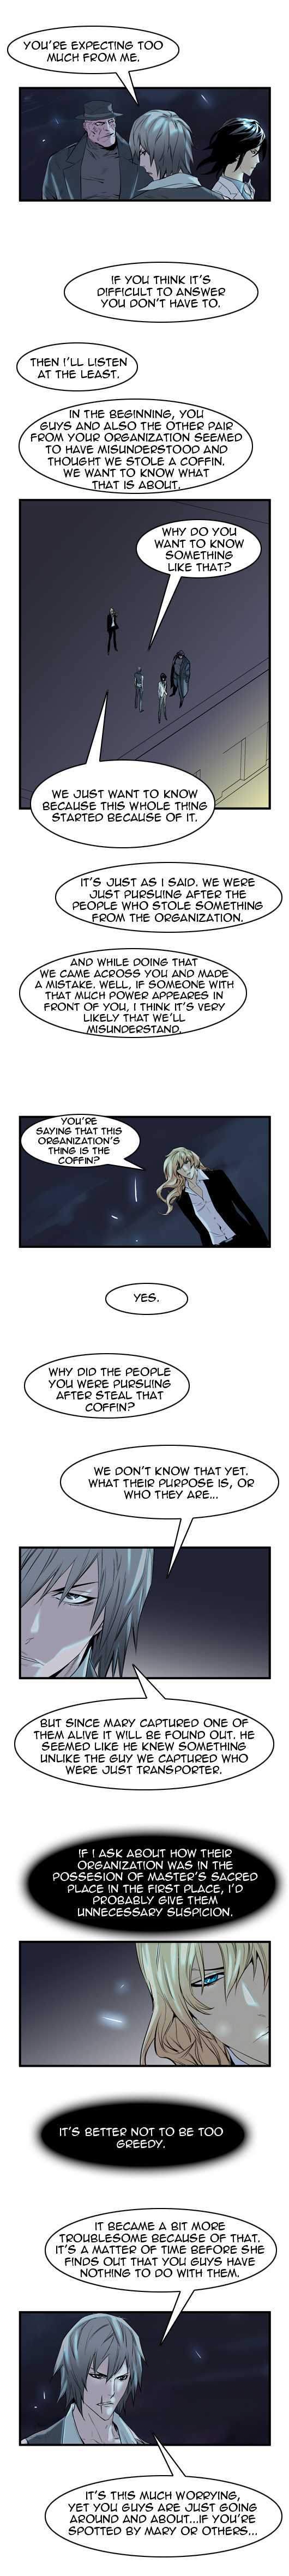 YOU'RE EXPECTING TOO
MUCH FROM ME.
IF YOU THINK IT'S
DIFFICULT TO ANSWER
YOU DON'T HAVE TO.
THEN I'LL LISTEN
AT THE LEAST.
IN THE BEGINNING, YOU
GUYS AND ALSO THE OTHER PAIR
FROM YOUR ORGANIZATION SEEMED
TO HAVE MISUNDERSTOOD AND
THOUGHT WE STOLE A COFFIN.
WE WANT TO KNOW WHAT
THAT IS ABOUT.
WHY DO YOU
WANT TO KNOW
SOMETHING
LIKE THAT?
WE JUST WANT TO KNOW
BECAUSE THIS WHOLE THING
STARTED BECAUSE OF IT.
IT'S JUST AS I SAID. WE WERE
JUST PURSUING AFTER THE
PEOPLE WHO STOLE SOMETHING
FROM THE ORGANIZATION.
AND WHILE DOING THAT
WE CAME ACROSS YOU AND MADE
A MISTAKE. WELL, IF SOMEONE WITH
THAT MUCH POWER APPEARES IN
FRONT OF YOU, I THINK IT'S VERY
LIKELY THAT WE'LL
MISUNDERSTAND.
YOU'RE
SAYING THAT THIS
ORGANIZATION'S
THING IS THE
COFFIN?
YES.
WHY DID THE PEOPLE
YOU WERE PURSUING
AFTER STEAL THAT
COFFIN?
WE DON'T KNOW THAT YET.
WHAT THEIR PURPOSE IS, OR
WHO THEY ARE...
BUT SINCE MARY CAPTURED ONE OF
THEM ALIVE IT WILL BE FOUND OUT. HE
SEEMED LIKE HE KNEW SOMETHING
UNLIKE THE GUY WE CAPTURED WHO
WERE JUST TRANSPORTER.
IF I ASK ABOUT HOW THEIR
ORGANIZATION WAS IN THE
POSSESION OF MASTER'S SACRED
PLACE IN THE FIRST PLACE, I'D
PROBABLY GIVE THEM
UNNECESSARY SUSPICION.
IT'S BETTER NOT TO BE TOO
GREEDY.
IT BECAME A BIT MORE
TROUBLESOME BECAUSE OF THAT.
IT'S A MATTER OF TIME BEFORE SHE
FINDS OUT THAT YOU GUYS HAVE
NOTHING TO DO WITH THEM.
IT'S THIS MUCH WORRYING,
YET YOU GUYS ARE JUST GOING
AROUND AND ABOUT...IF YOU'RE
SPOTTED BY MARY OR OTHERS...